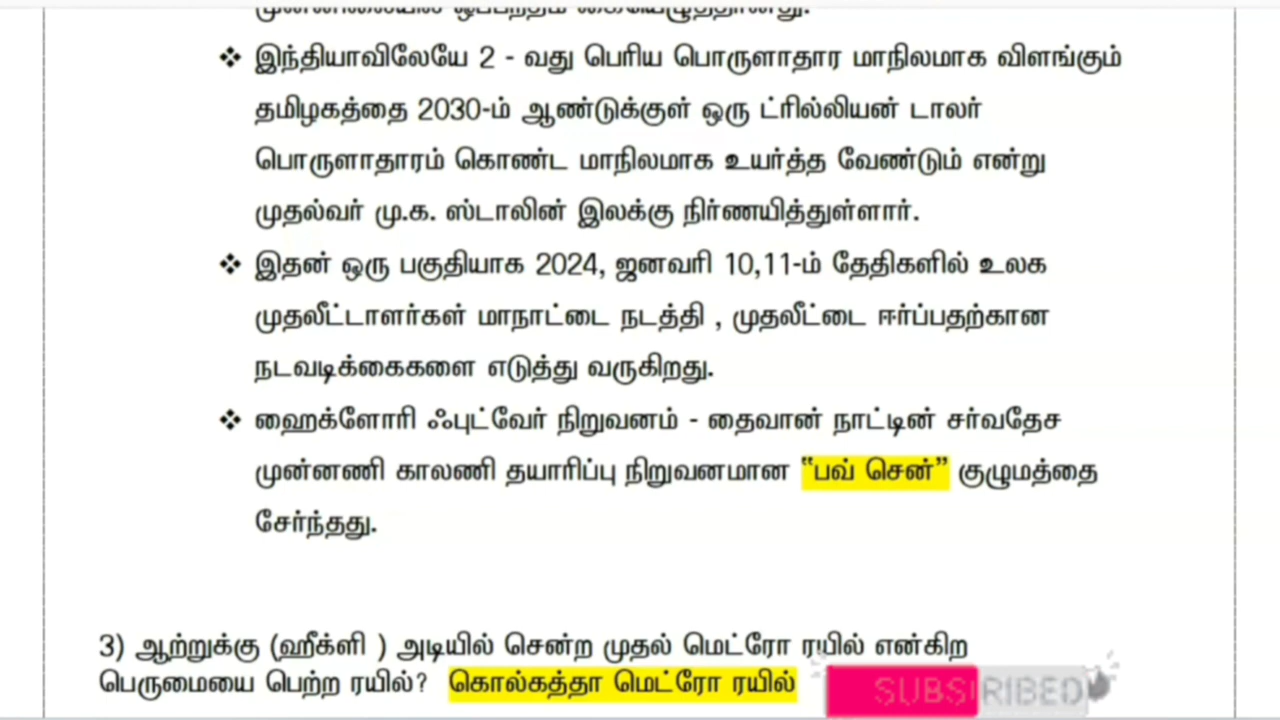 ❖ இந்தியாவிலேயே 2 - வது பெரிய பொருளாதார மாநிலமாக விளங்கும்
தமிழகத்தை 2030-ம் ஆண்டுக்குள் ஒரு ட்ரில்லியன் டாலர்
பொருளாதாரம் கொண்ட மாநிலமாக உயர்த்த வேண்டும் என்று
முதல்வர் மு.க. ஸ்டாலின் இலக்கு நிர்ணயித்துள்ளார்.
❖ இதன் ஒரு பகுதியாக 2024, ஜனவரி 10,11-ம் தேதிகளில் உலக
முதலீட்டாளர்கள் மாநாட்டை நடத்தி , முதலீட்டை ஈர்ப்பதற்கான
நடவடிக்கைகளை எடுத்து வருகிறது.
❖ ஹைக்ளோரி ஃபுட்வேர் நிறுவனம் - தைவான் நாட்டின் சர்வதேச
முன்னணி காலணி தயாரிப்பு நிறுவனமான “பவ் சென்” குழுமத்தை
சேர்ந்தது.
3) ஆற்றுக்கு (ஹீக்ளி ) அடியில் சென்ற முதல் மெட்ரோ ரயில் என்கிற
பெருமையை பெற்ற ரயில்? கொல்கத்தா மெட்ரோ ரயில்